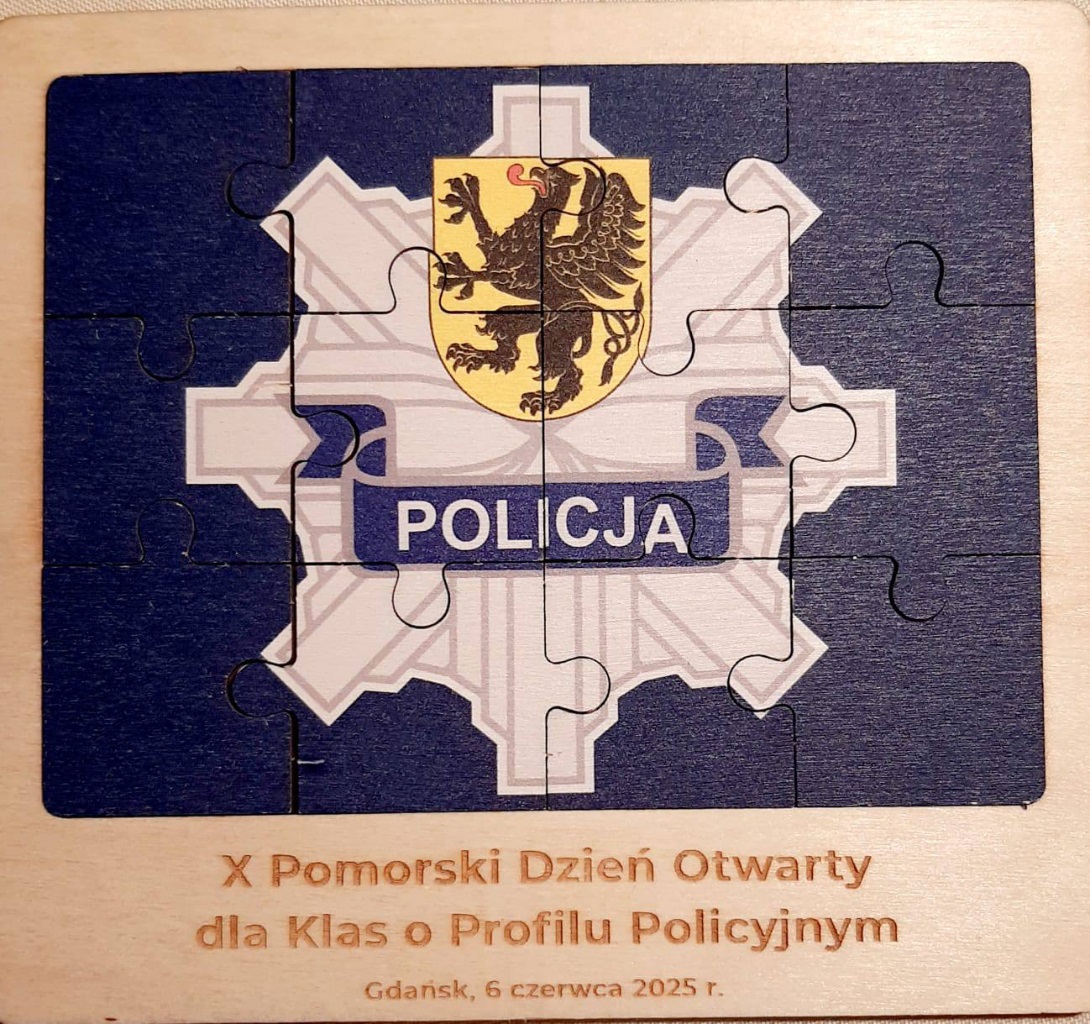 POLICJA
X Pomorski Dzień Otwarty
dla Klas o Profilu Policyjnym
Gdańsk, 6 czerwca 2025 r.